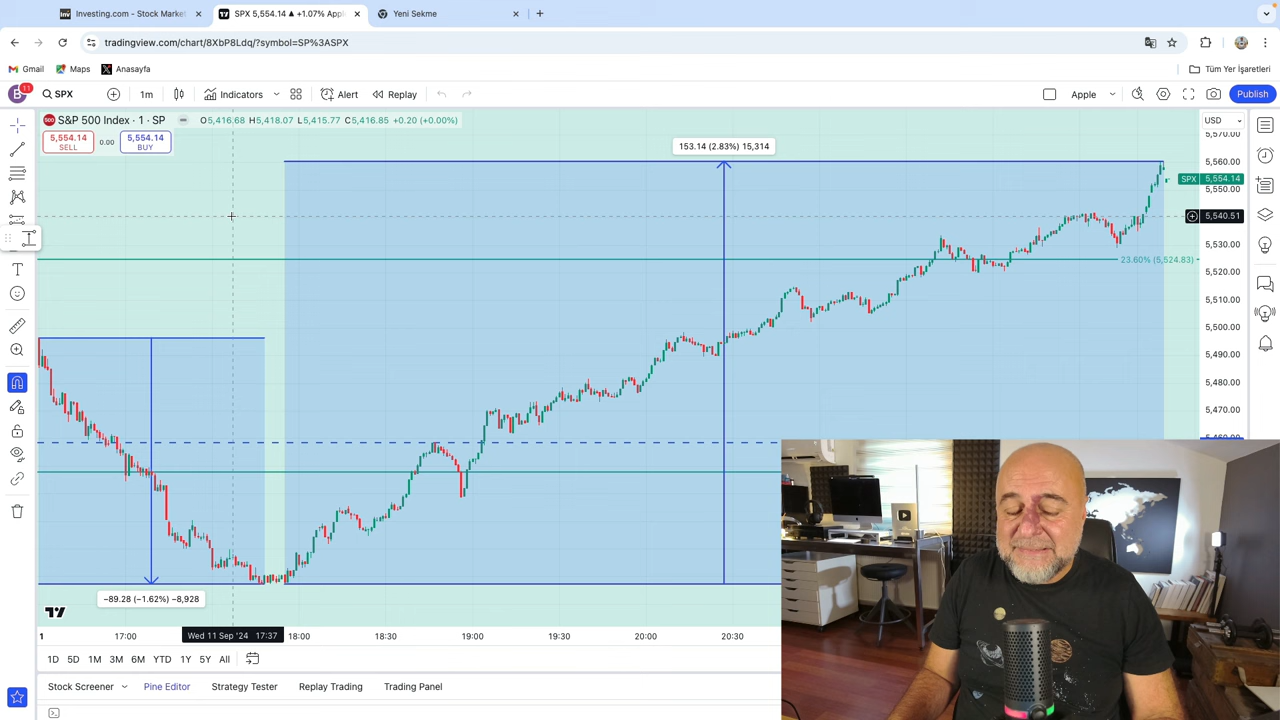 Investing.com - Stock Market
SPX 5,554.14 ▲ +1.07% Appl
Yeni Sekme
tradingview.com/chart/8XbP8Ldq/?symbol=SP%3ASPX
Gmail
Maps
Anasayfa
Tüm Yer İşaretleri
B
11
SPX
1m
Indicators
Alert
Replay
Apple
Publish
500
S&P 500 Index · 1 · SP
O5,416.68 H5,418.07 L5,415.77 C5,416.85 +0.20 (+0.00%)
USD
5,554.14
SELL
0.00
5,554.14
BUY
153.14 (2.83%) 15,314
5,570.00
5,560.00
SPX 5,554.14
5,550.00
5,540.51
5,530.00
23.60% (5,524.83)
5,520.00
5,510.00
5,500.00
5,490.00
5,480.00
5,470.00
−89.28 (−1.62%) −8,928
1
17:00
Wed 11 Sep '24 17:37
18:00
18:30
19:00
19:30
20:00
20:30
1D
5D
1M
3M
6M
YTD
1Y
5Y
All
Stock Screener
Pine Editor
Strategy Tester
Replay Trading
Trading Panel